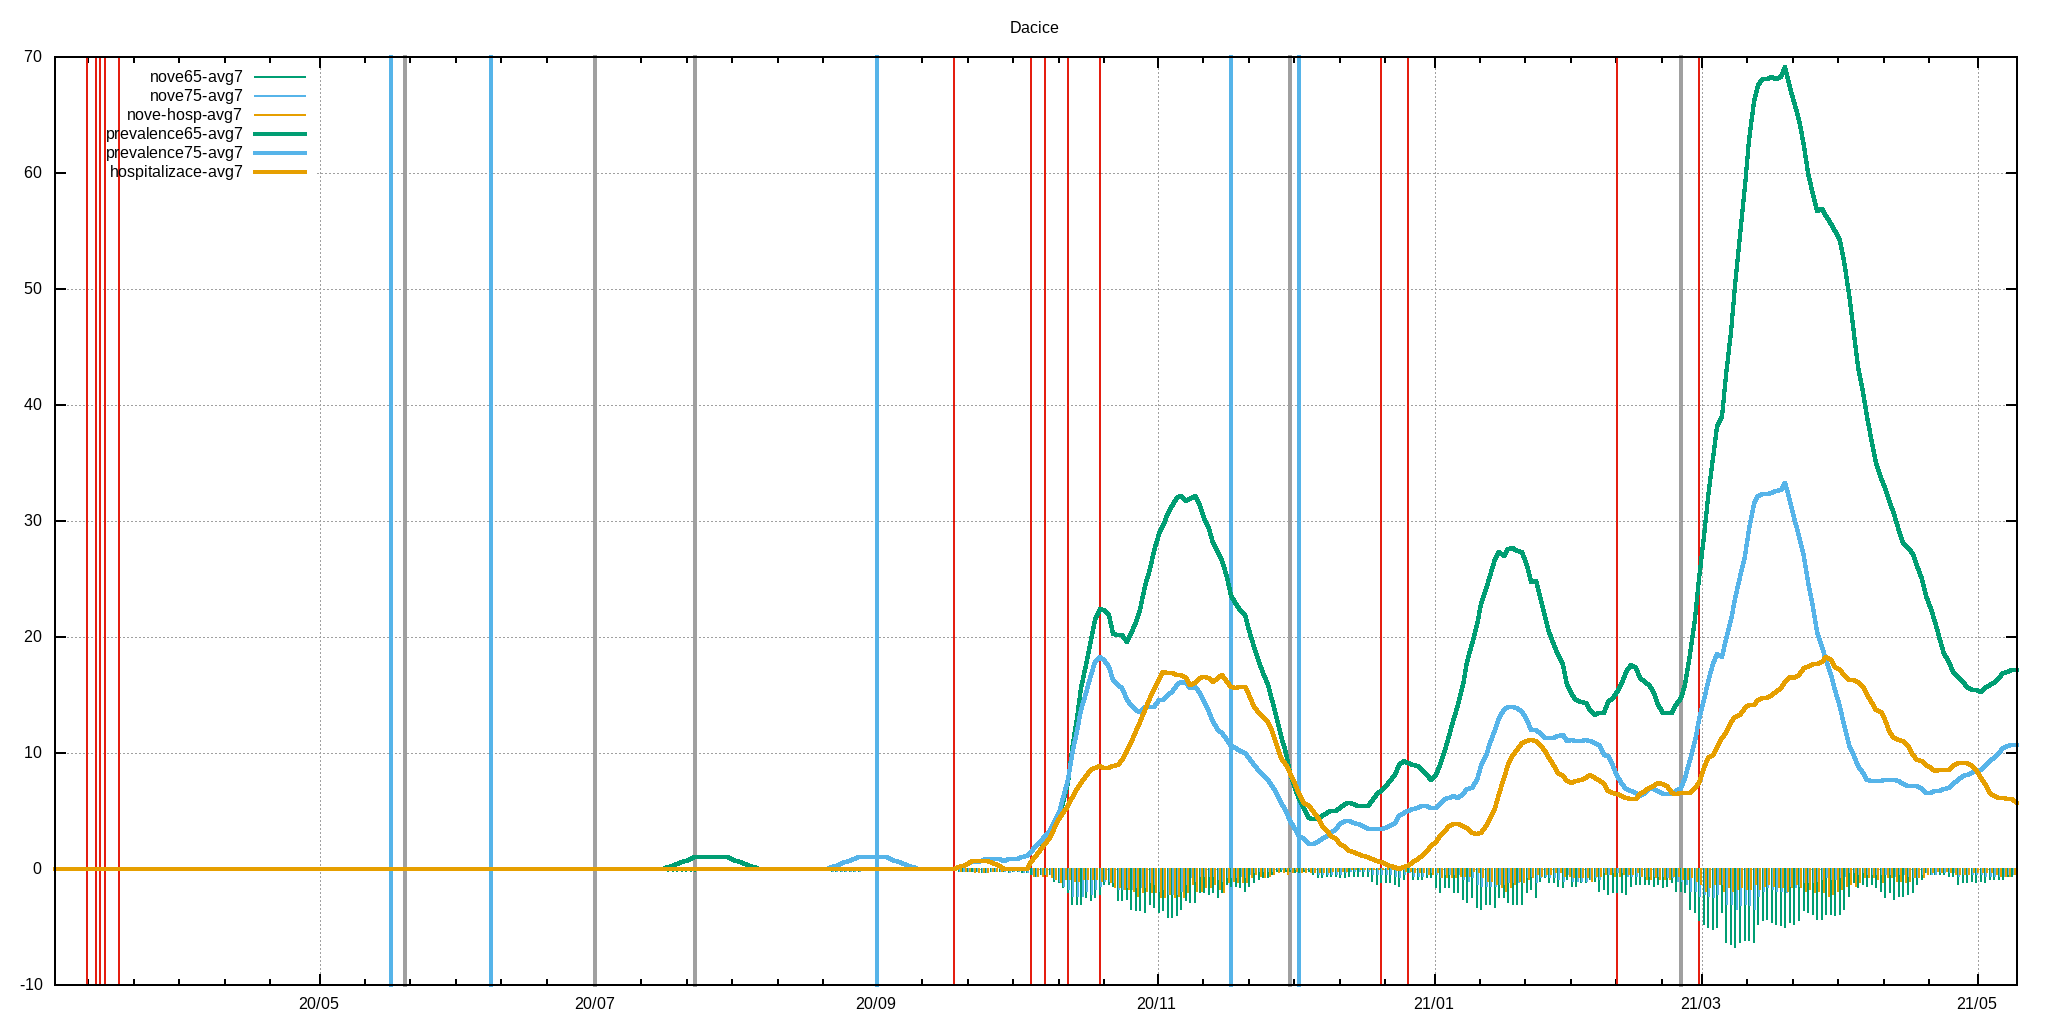 Dacice
70
60
50
40
30
20
10
0
-10
nove65-avg7
nove75-avg7
nove-hosp-avg7
prevalence65-avg7
prevalence75-avg7
hospitalizace-avg7
20/05 20/07 20/09 20/11 21/01 21/03 21/05